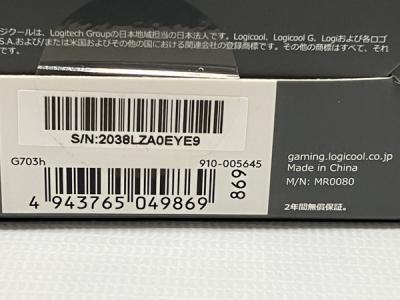 ジクールは、Logitech Groupの日本地域担当の日本法人です。Logicool、Logicool G、Logiおよび各ロゴ
S.A.および/または米国およびその他の国における関連会社の登録商標です。その他の商標はすべて、それ
S/N:2038LZA0EYE9
G703h
910-005645
869
4 943765 049869
gaming.logicool.co.jp
Made in China
M/N: MR0080
2年間無償保証。